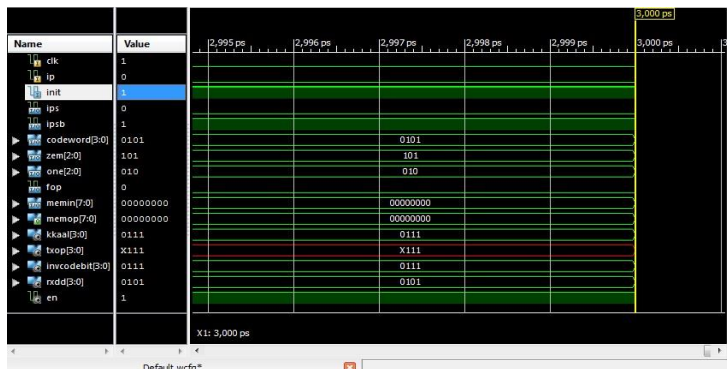 3,000 ps
Name Value 2,995 ps 2,996 ps 2,997 ps 2,998 ps 2,999 ps 3,000 ps 3
clk 1
ip 0
init 1
ips 0
ipsb 1
codeword[3:0] 0101 0101
zem[2:0] 101 101
one[2:0] 010 010
fop 0
memin[7:0] 00000000 00000000
memop[7:0] 00000000 00000000
kkaal[3:0] 0111 0111
txop[3:0] X111 X111
invcodebit[3:0] 0111 0111
rxdd[3:0] 0101 0101
en 1
X1: 3,000 ps
Default.wcfg*